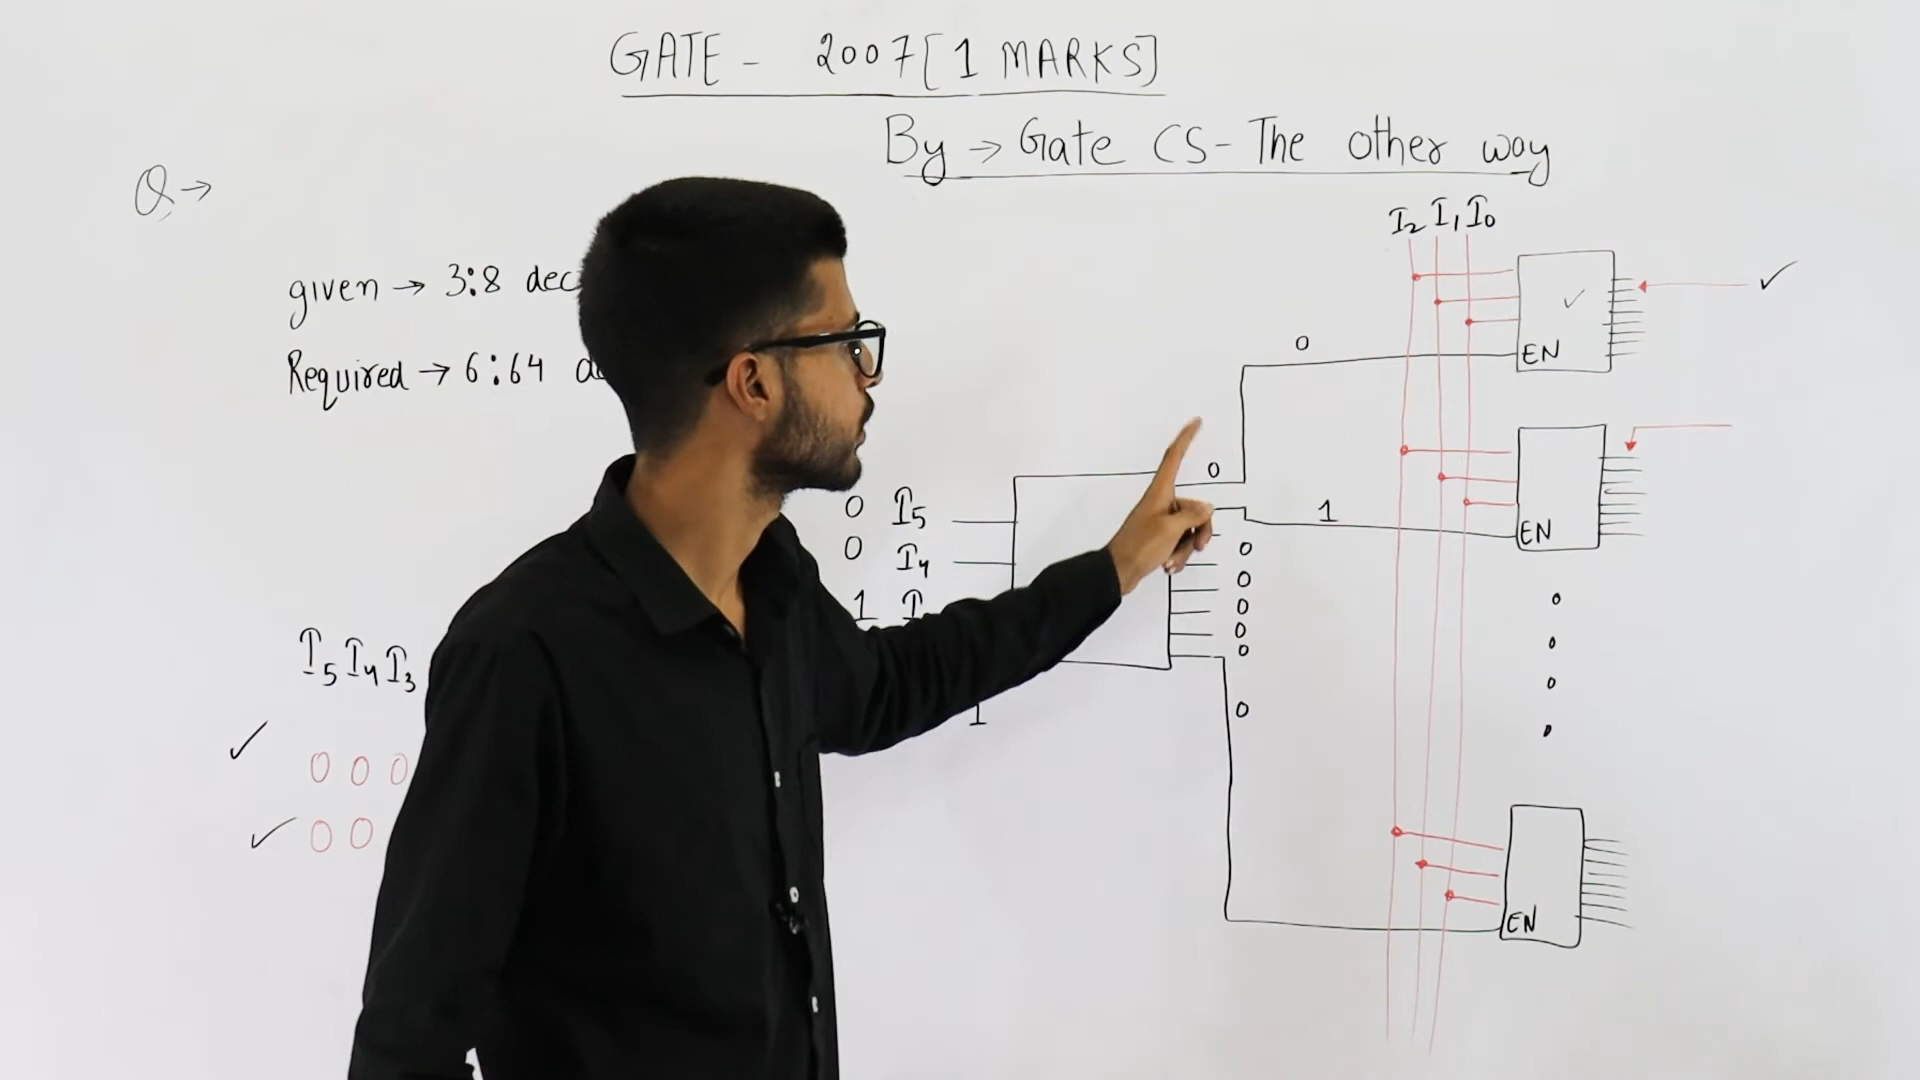 GATE - 2007 [1 MARKS]
By → Gate CS - The other way
Q →
given → 3:8 dec
Required → 6:64 d
I5 I4 I3
✓ 0 0 0
✓ 0 0
0 I5
0 I4
1 I
1
0
0
0
0
0
0
0
0
1
I2 I1 I0
✓
✓
EN
EN
EN